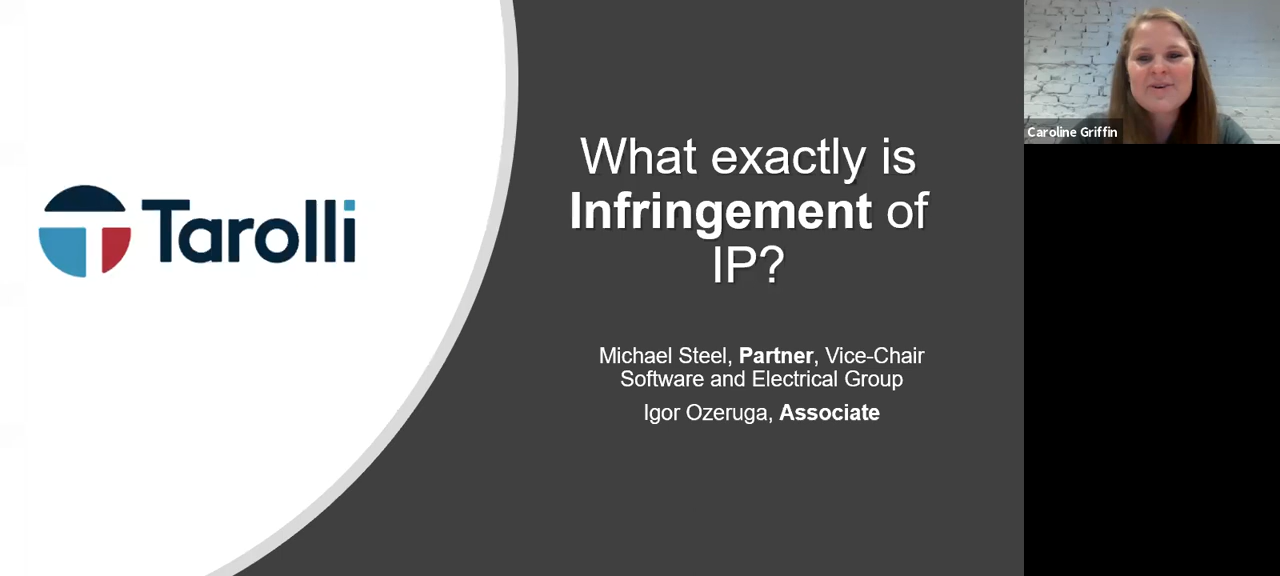 Tarolli
What exactly is
Infringement of
IP?
Michael Steel, Partner, Vice-Chair
Software and Electrical Group
Igor Ozeruga, Associate
Caroline Griffin